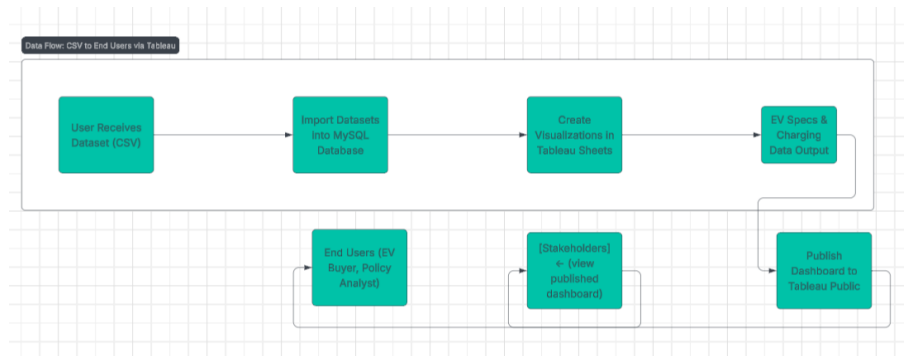 Data Flow: CSV to End Users via Tableau
User Receives
Dataset (CSV)
Import Datasets
into MySQL
Database
Create
Visualizations in
Tableau Sheets
EV Specs &
Charging
Data Output
End Users (EV
Buyer, Policy
Analyst)
[Stakeholders]
← (view
published
dashboard)
Publish
Dashboard to
Tableau Public